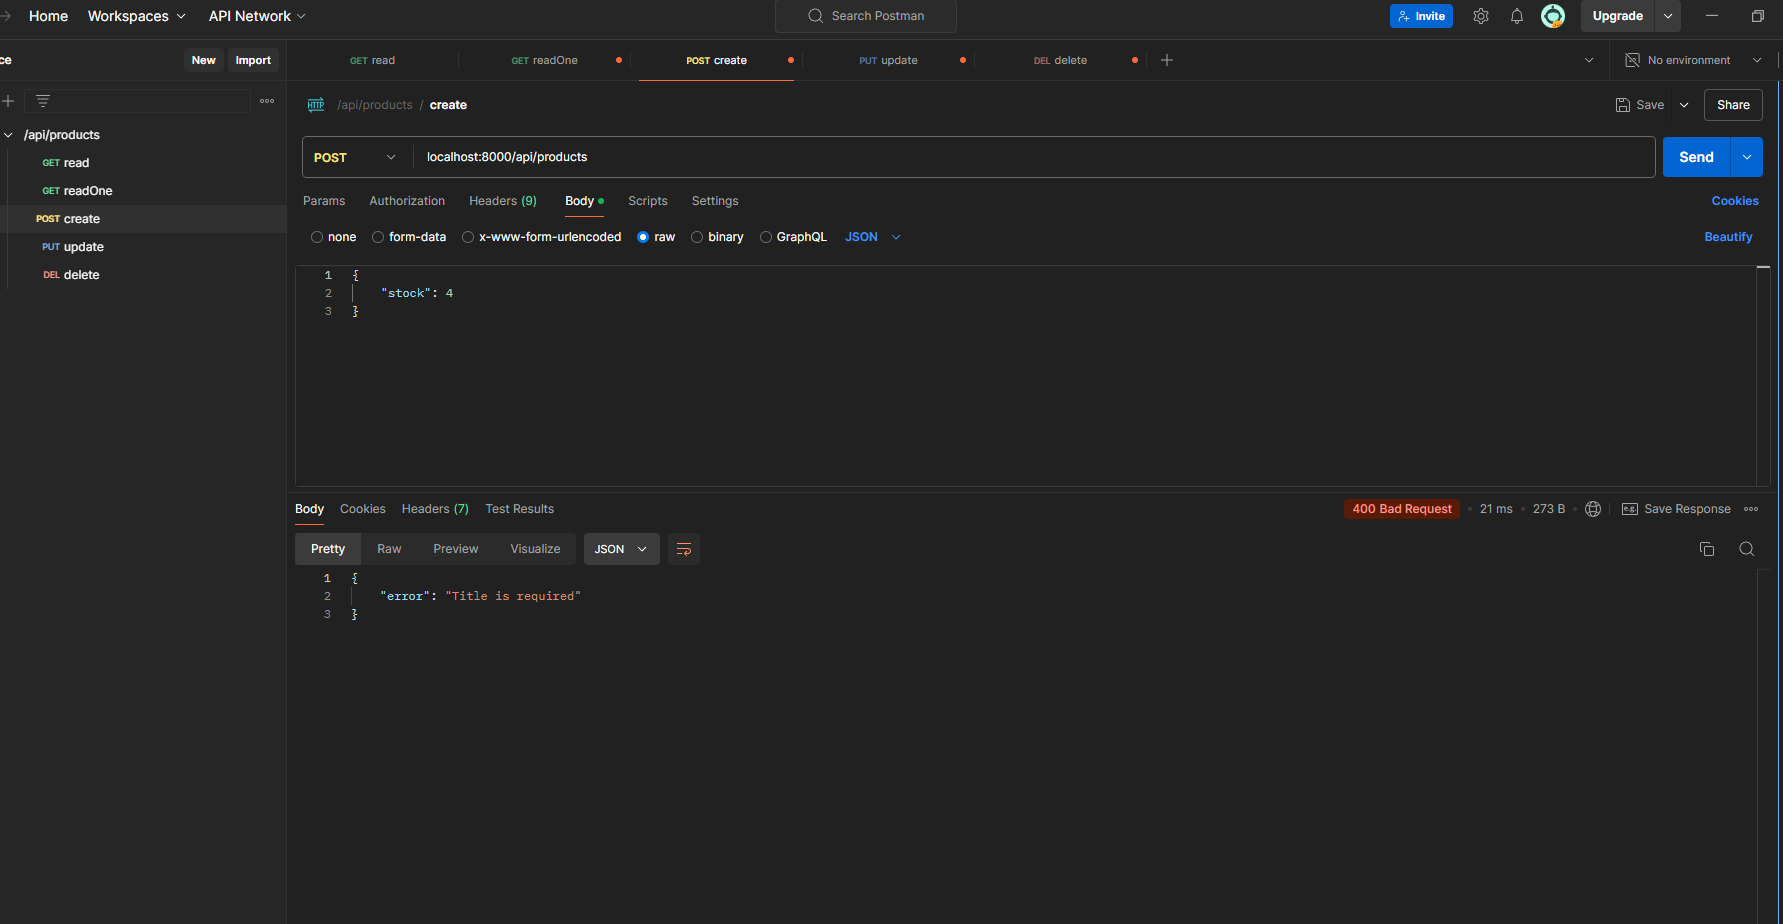 Home Workspaces API Network Search Postman Invite Upgrade
ce New Import GET read GET readOne POST create PUT update DEL delete No environment
/api/products / create Save Share
/api/products
GET read
GET readOne
POST create
PUT update
DEL delete
POST localhost:8000/api/products Send
Params Authorization Headers (9) Body Scripts Settings Cookies
none form-data x-www-form-urlencoded raw binary GraphQL JSON Beautify
1 {
2 "stock": 4
3 }
Body Cookies Headers (7) Test Results 400 Bad Request • 21 ms • 273 B • e.g. Save Response
Pretty Raw Preview Visualize JSON
1 {
2 "error": "Title is required"
3 }